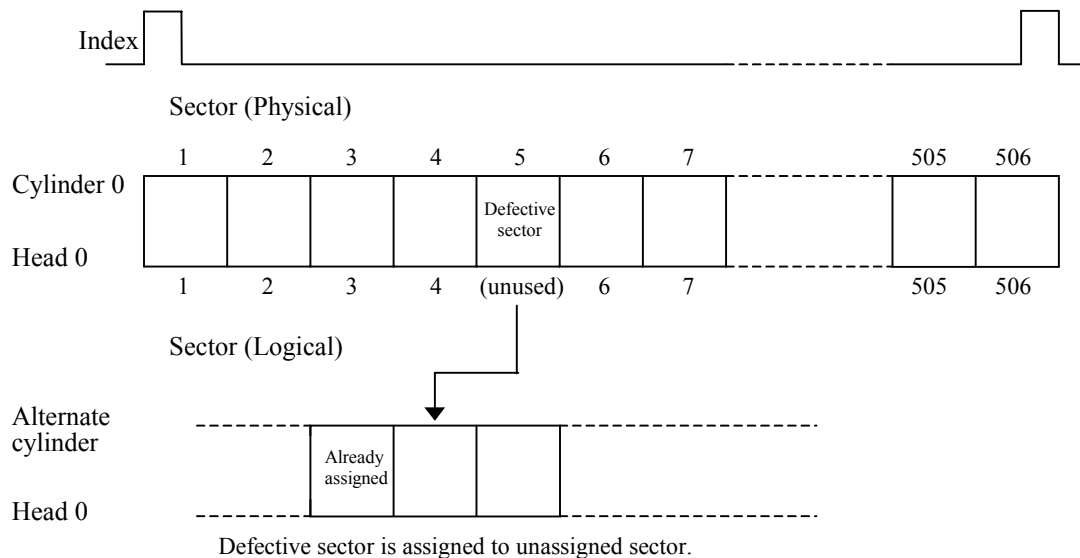 Index
Sector (Physical)
1 2 3 4 5 6 7 505 506
Cylinder 0
Defective
sector
Head 0
1 2 3 4 (unused) 6 7 505 506
Sector (Logical)
Alternate
cylinder
Already
assigned
Head 0
Defective sector is assigned to unassigned sector.